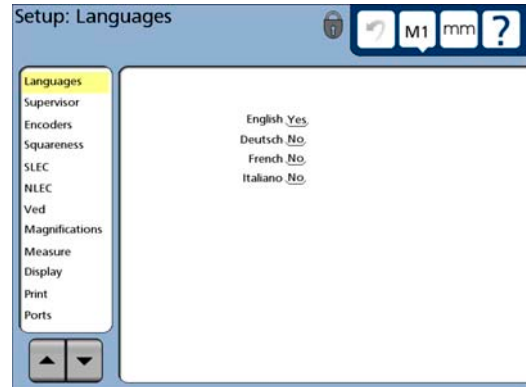 Setup: Languages
M1 mm ?
Languages
Supervisor
Encoders
Squareness
SLEC
NLEC
Ved
Magnifications
Measure
Display
Print
Ports
English Yes
Deutsch No
French No
Italiano No